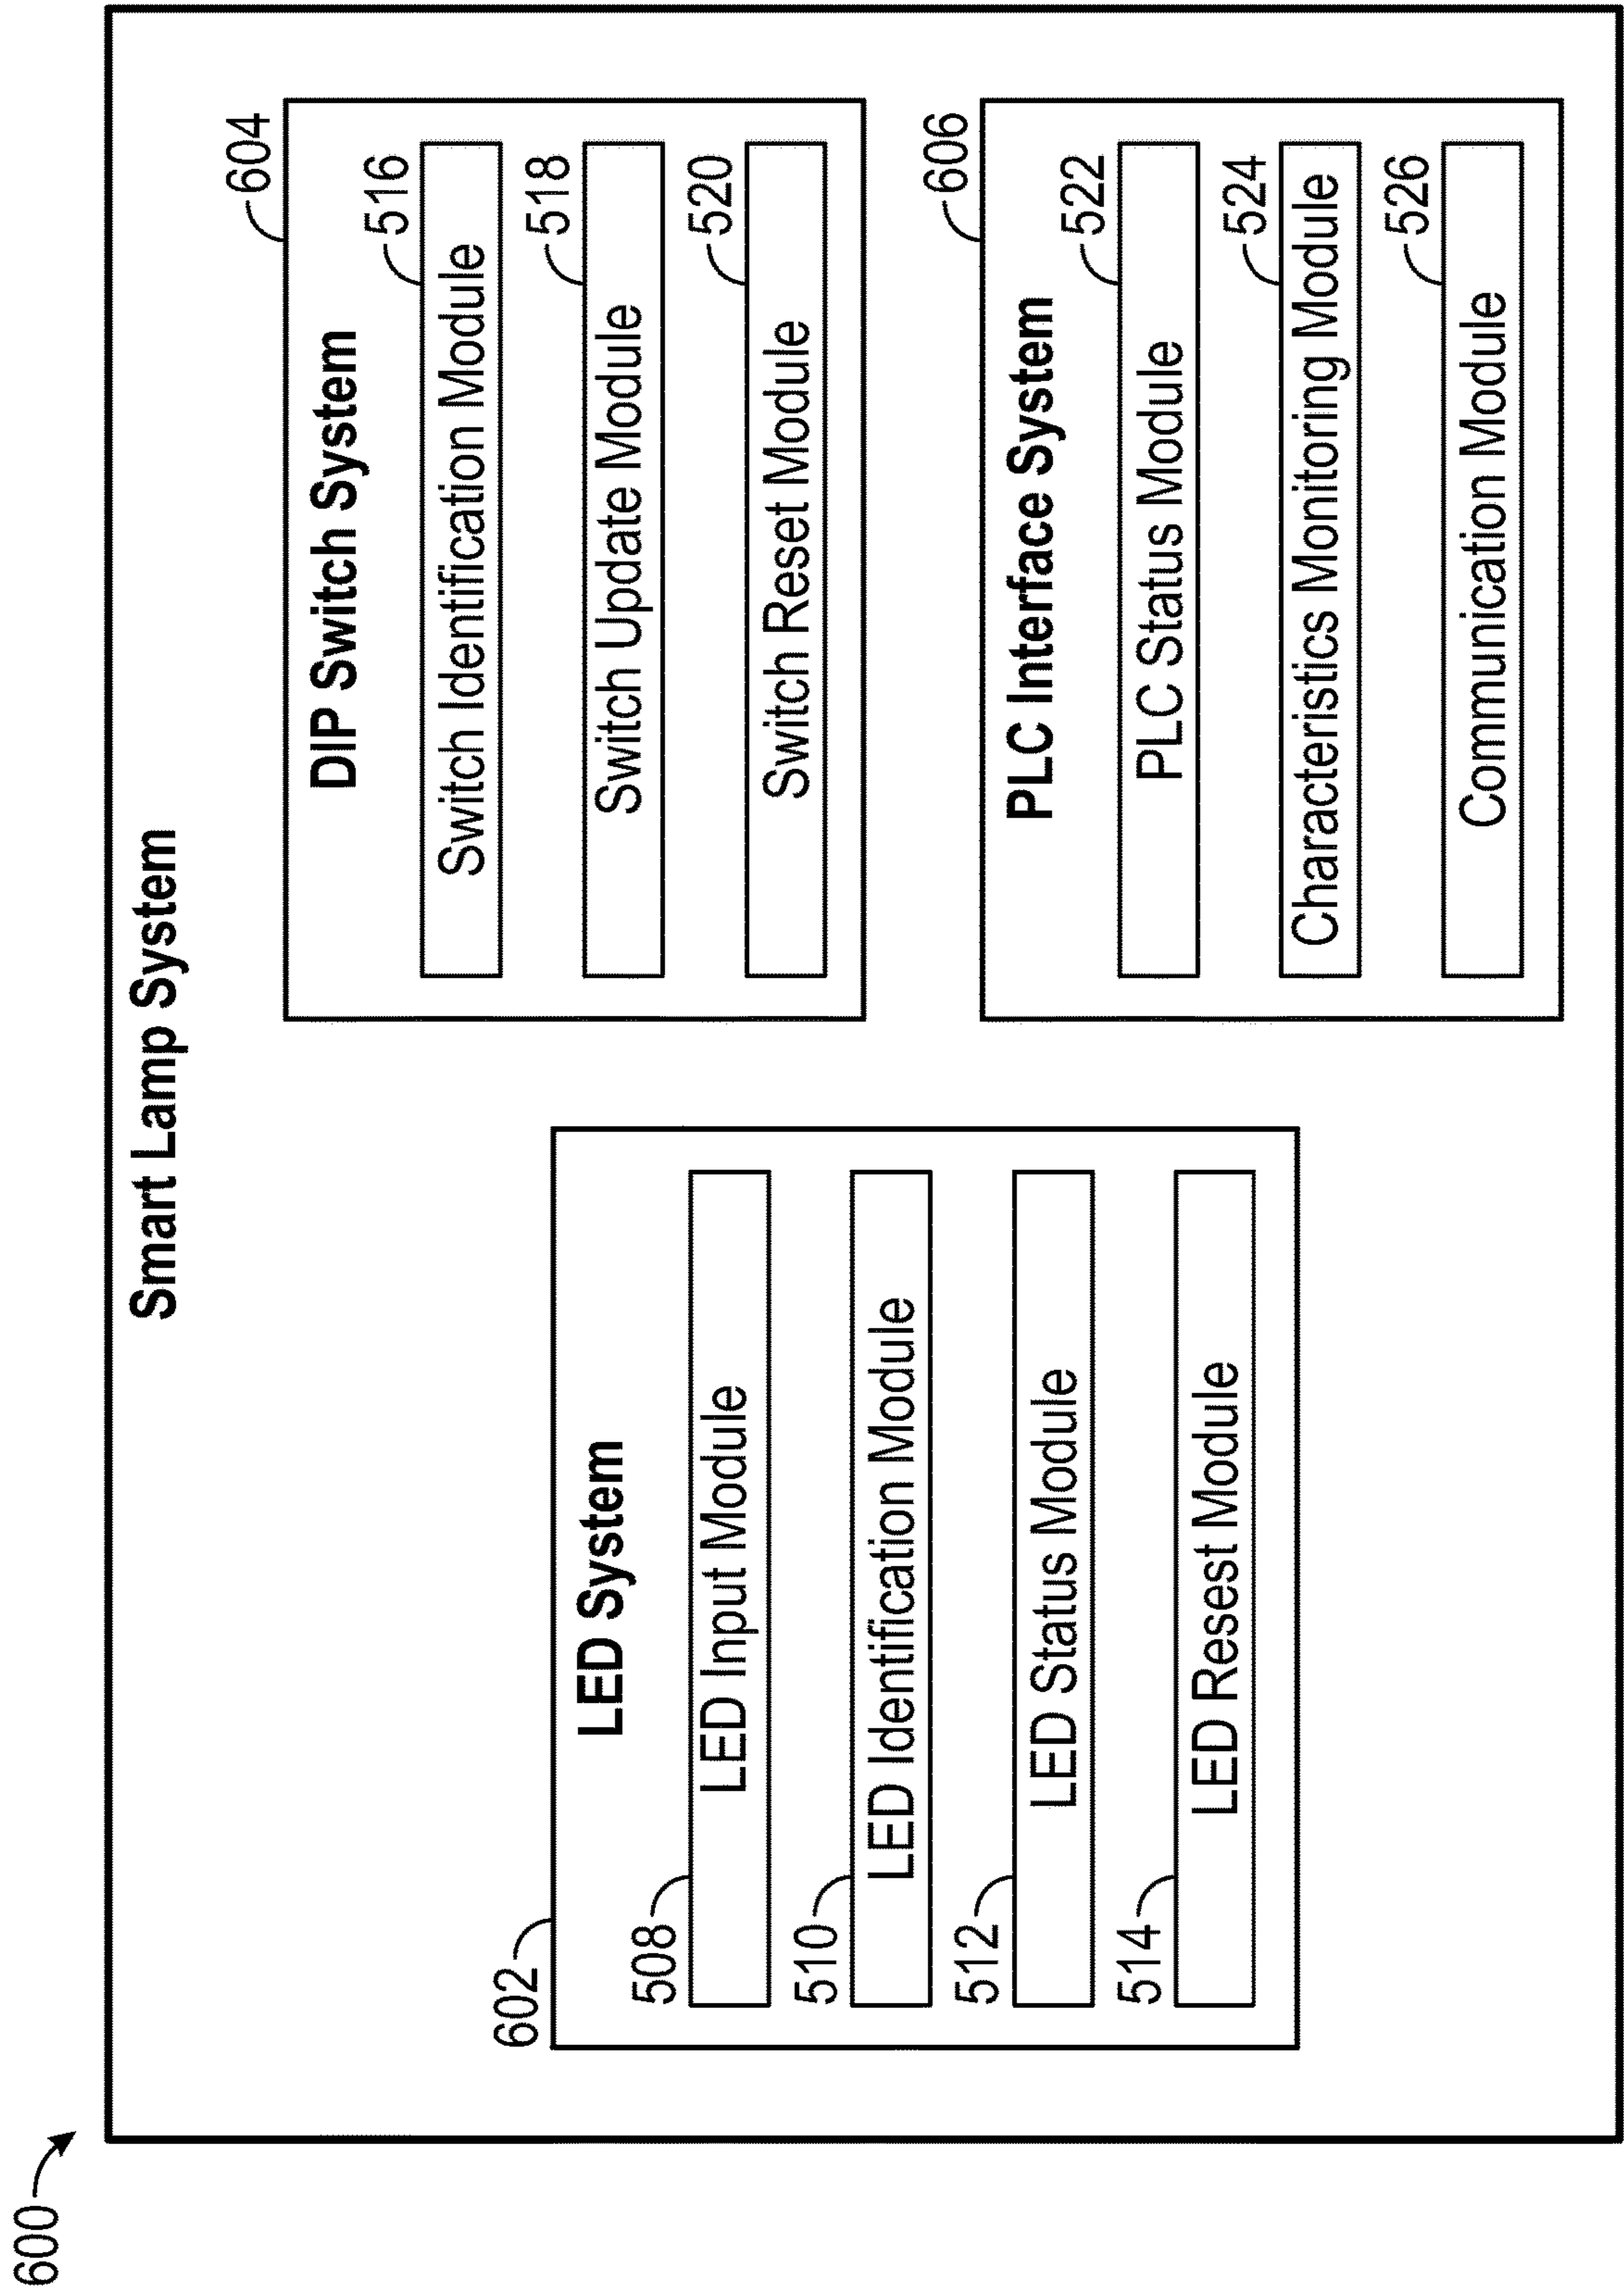 600
Smart Lamp System
602
LED System
508
LED Input Module
510
LED Identification Module
512
LED Status Module
514
LED Resest Module
604
DIP Switch System
516
Switch Identification Module
518
Switch Update Module
520
Switch Reset Module
606
PLC Interface System
522
PLC Status Module
524
Characteristics Monitoring Module
526
Communication Module